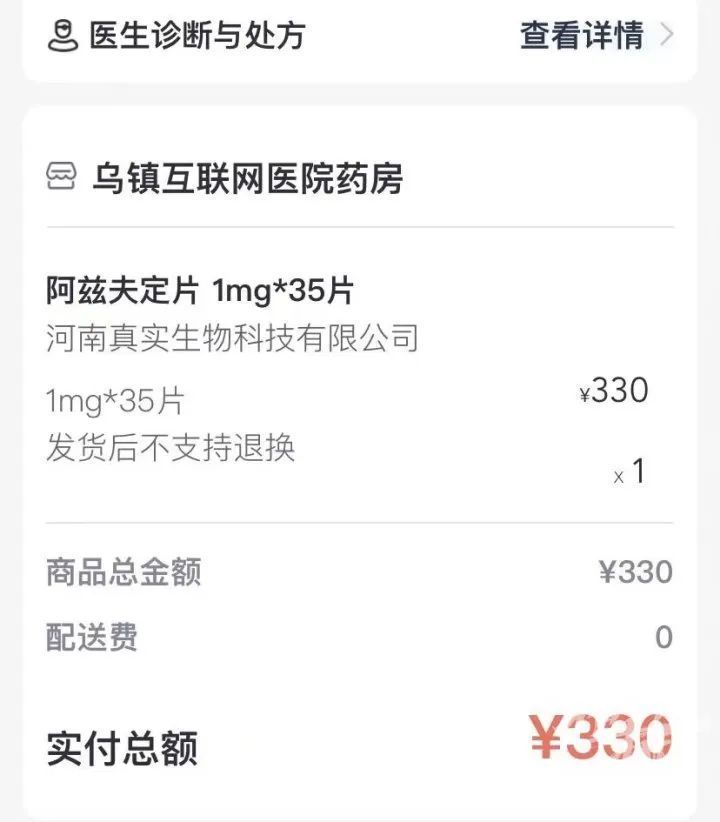 医生诊断与处方 查看详情
乌镇互联网医院药房
阿兹夫定片 1mg*35片
河南真实生物科技有限公司
1mg*35片 ¥330
发货后不支持退换
x 1
商品总金额 ¥330
配送费 0
实付总额 ¥330